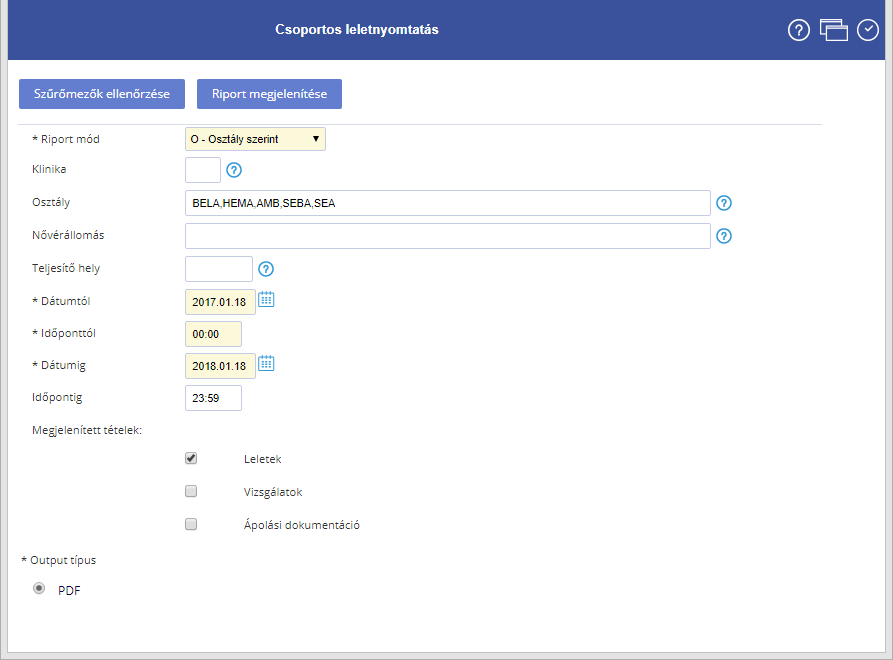 Csoportos leletnyomtatás
Szűrőmezők ellenőrzése Riport megjelenítése
* Riport mód O - Osztály szerint
Klinika
Osztály BELA,HEMA,AMB,SEBA,SEA
Nővérállomás
Teljesítő hely
* Dátumtól 2017.01.18
* Időponttól 00:00
* Dátumig 2018.01.18
Időpontig 23:59
Megjelenített tételek:
Leletek
Vizsgálatok
Ápolási dokumentáció
* Output típus
PDF